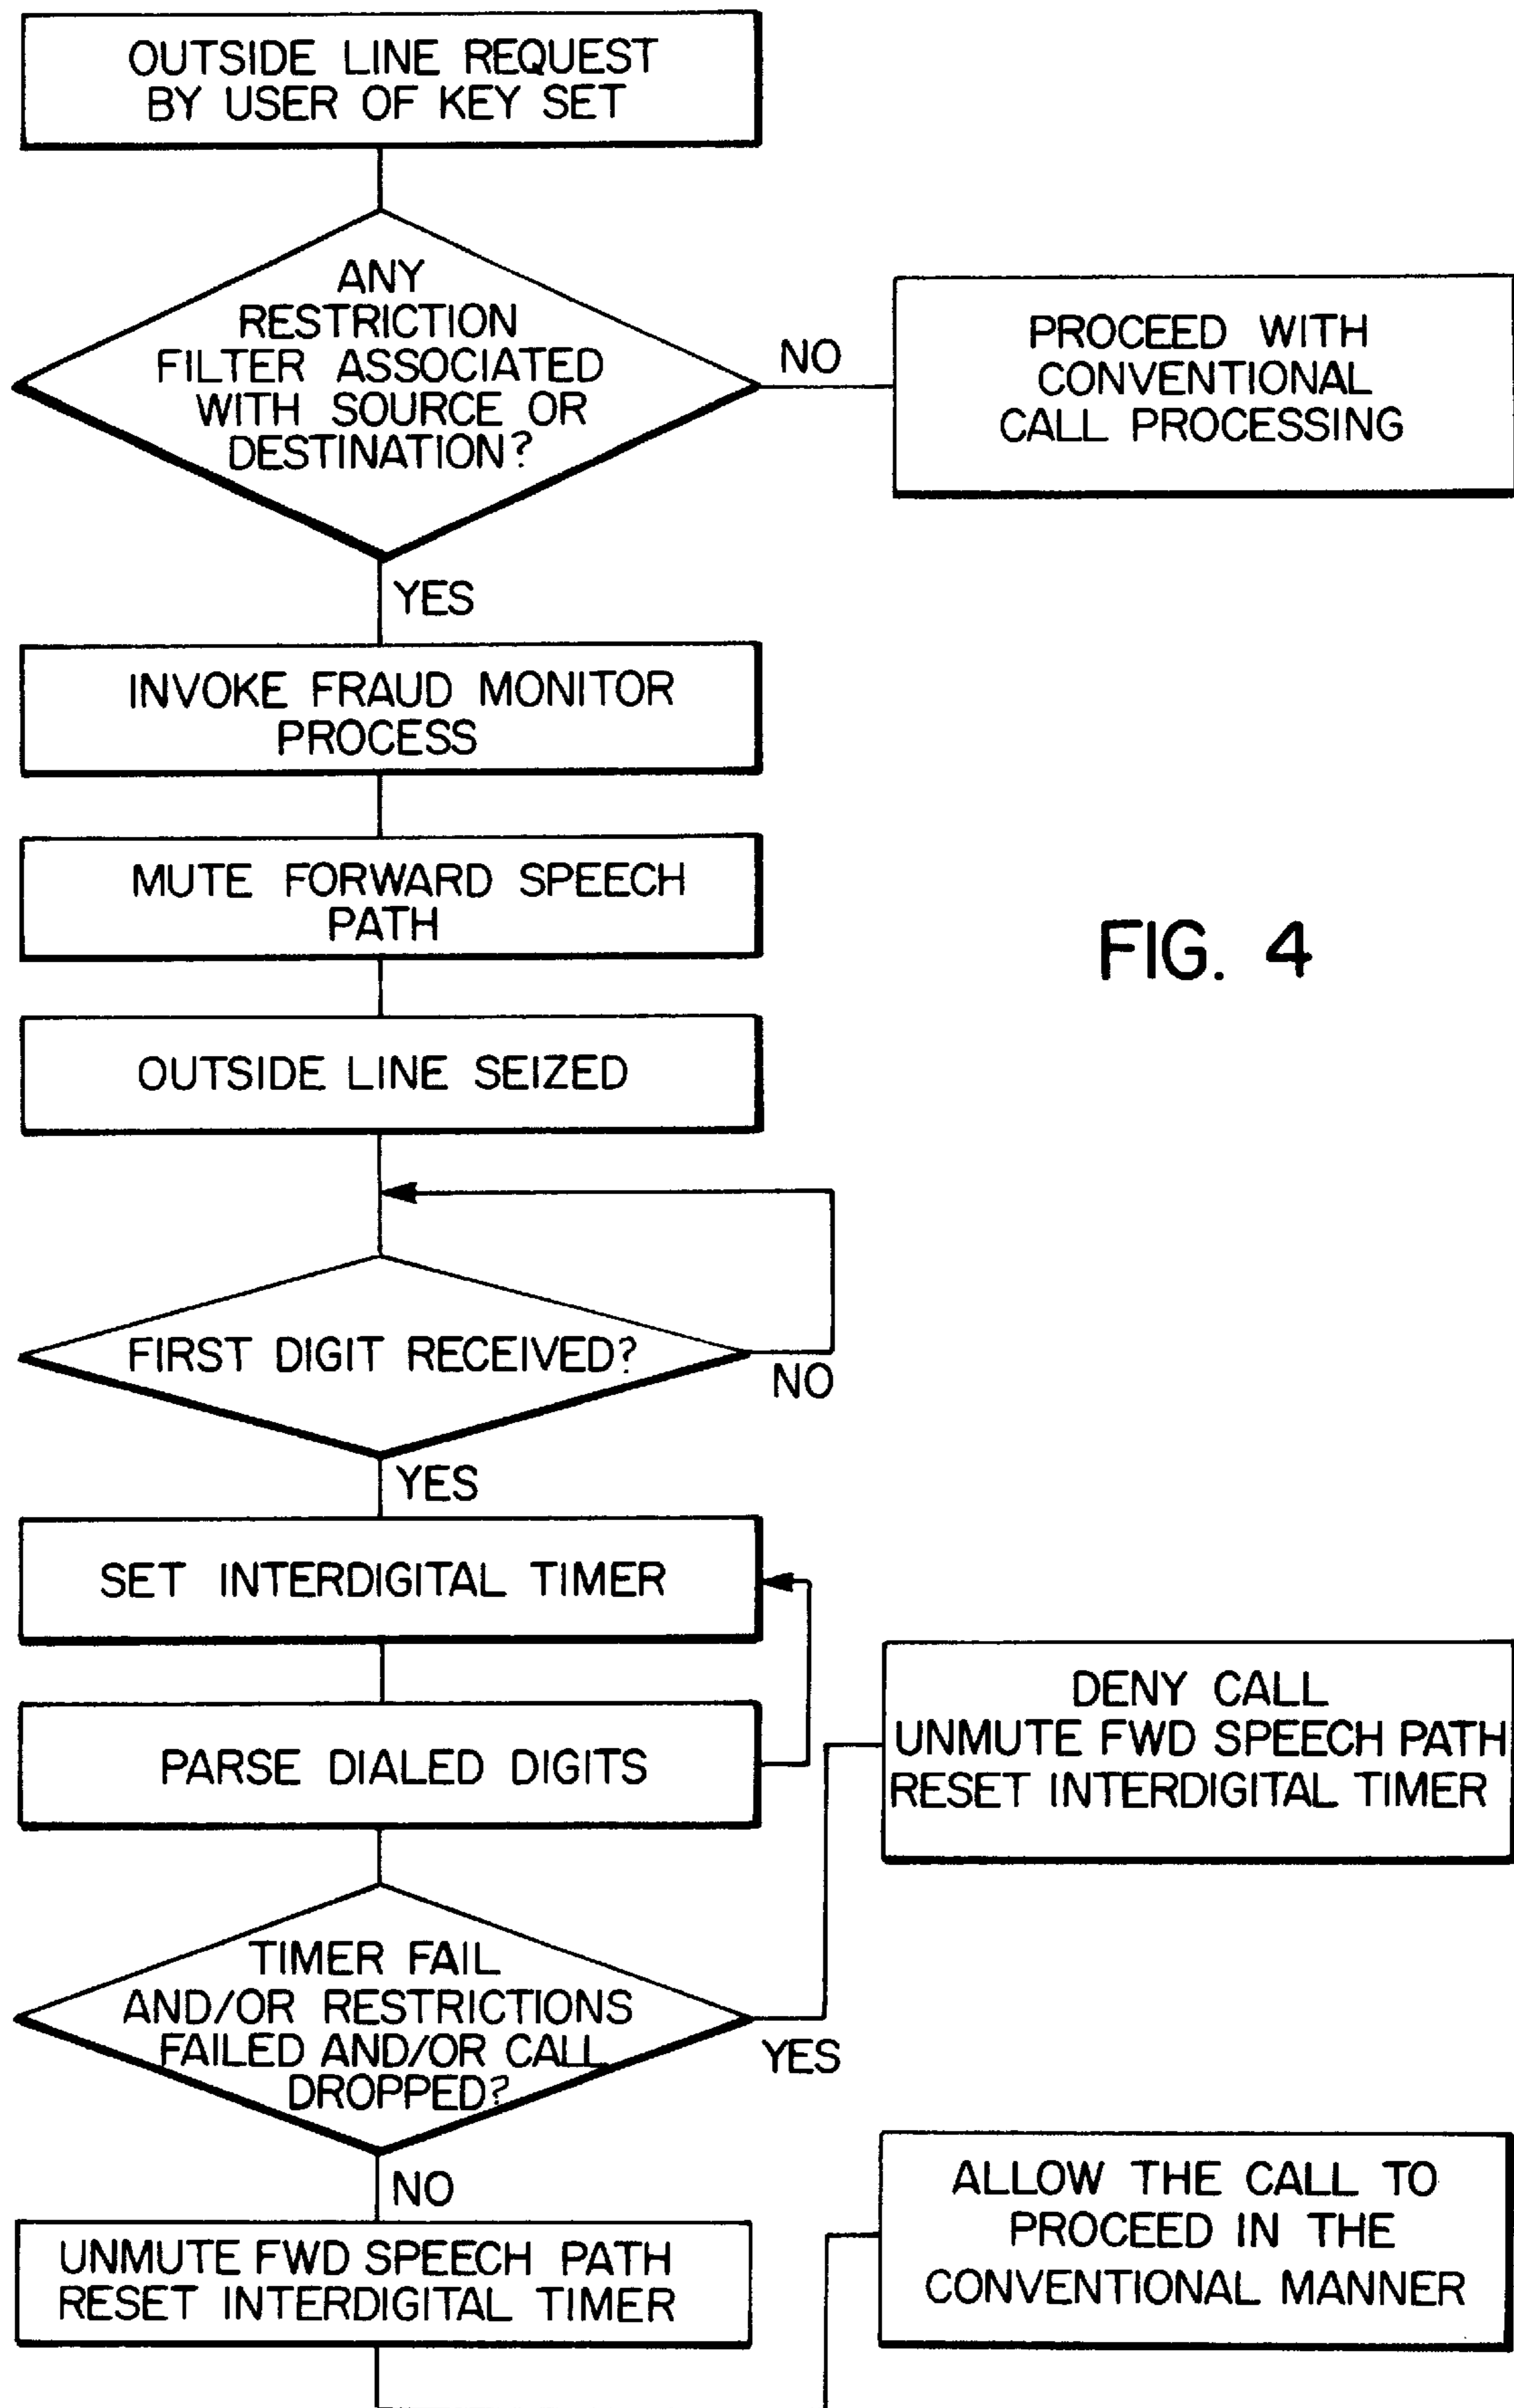 OUTSIDE LINE REQUEST
BY USER OF KEY SET
ANY
RESTRICTION
FILTER ASSOCIATED
WITH SOURCE OR
DESTINATION?
NO
PROCEED WITH
CONVENTIONAL
CALL PROCESSING
YES
INVOKE FRAUD MONITOR
PROCESS
MUTE FORWARD SPEECH
PATH
FIG. 4
OUTSIDE LINE SEIZED
FIRST DIGIT RECEIVED?
NO
YES
SET INTERDIGITAL TIMER
PARSE DIALED DIGITS
DENY CALL
UNMUTE FWD SPEECH PATH
RESET INTERDIGITAL TIMER
TIMER FAIL
AND/OR RESTRICTIONS
FAILED AND/OR CALL
DROPPED?
YES
NO
UNMUTE FWD SPEECH PATH
RESET INTERDIGITAL TIMER
ALLOW THE CALL TO
PROCEED IN THE
CONVENTIONAL MANNER